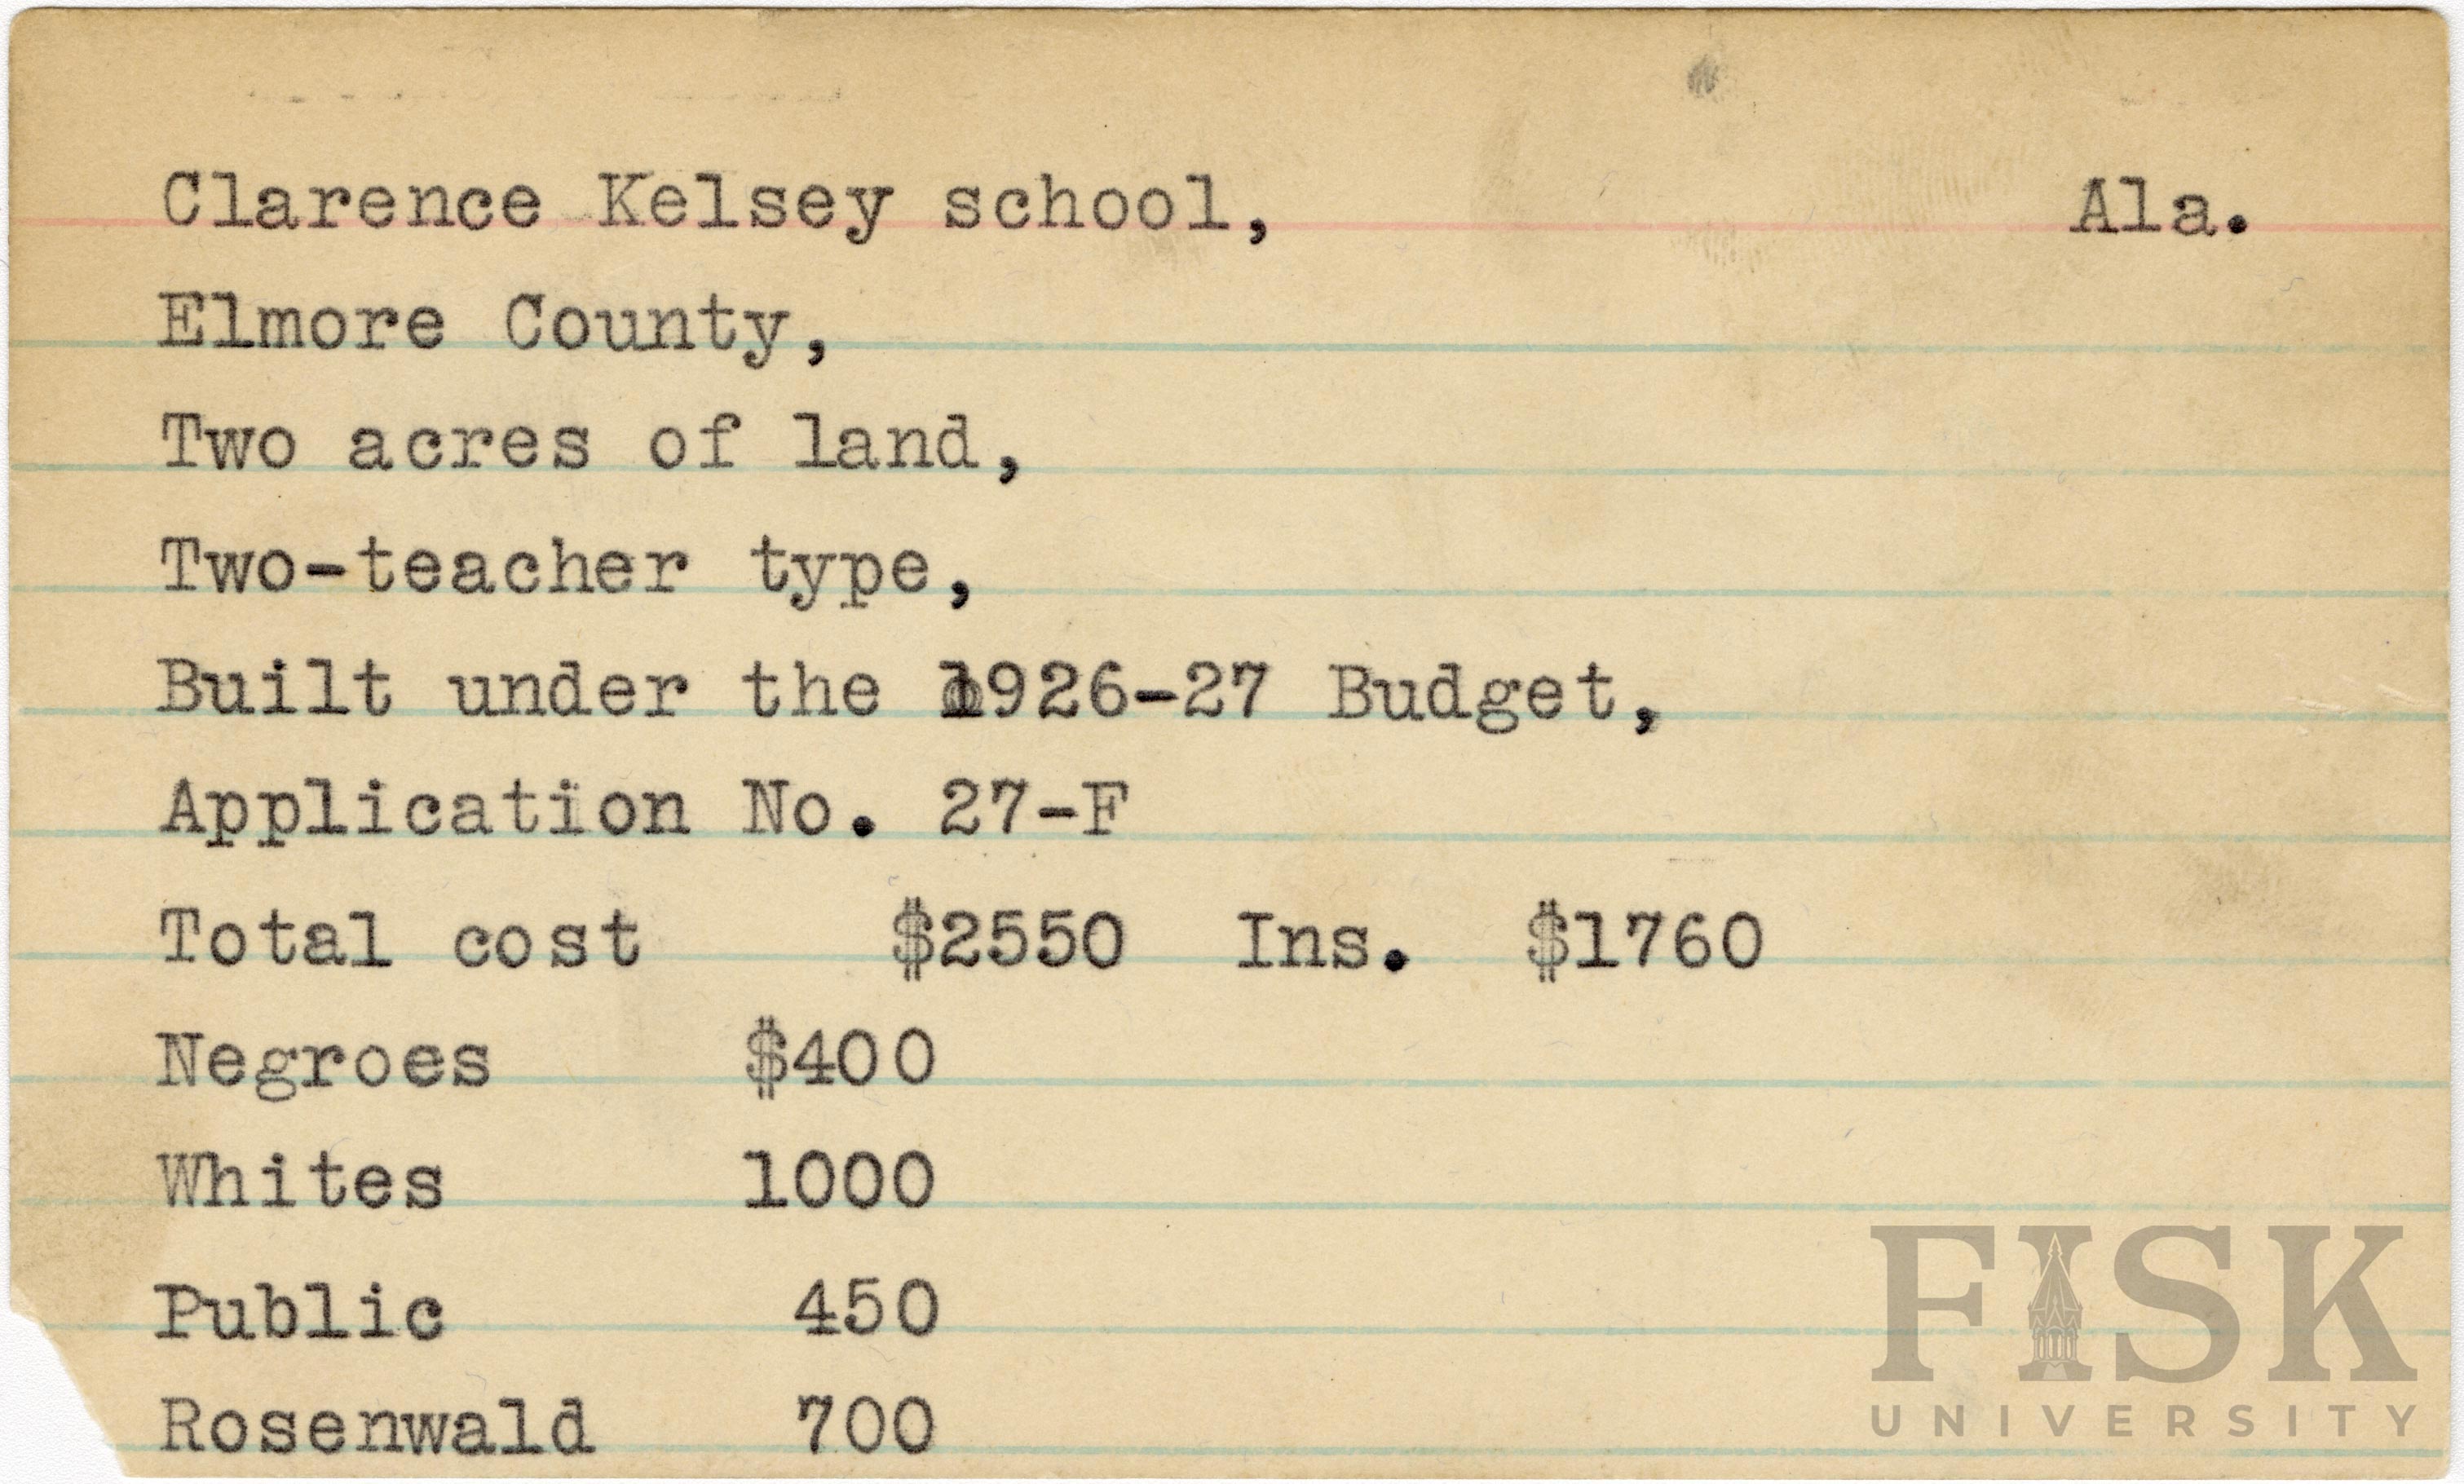 Clarence Kelsey school, Ala.
Elmore County,
Two acres of land,
Two-teacher type,
Built under the 1926-27 Budget,
Application No. 27-F
Total cost $2550 Ins. $1760
Negroes $400
Whites 1000
Public 450
Rosenwald 700
FISK
UNIVERSITY